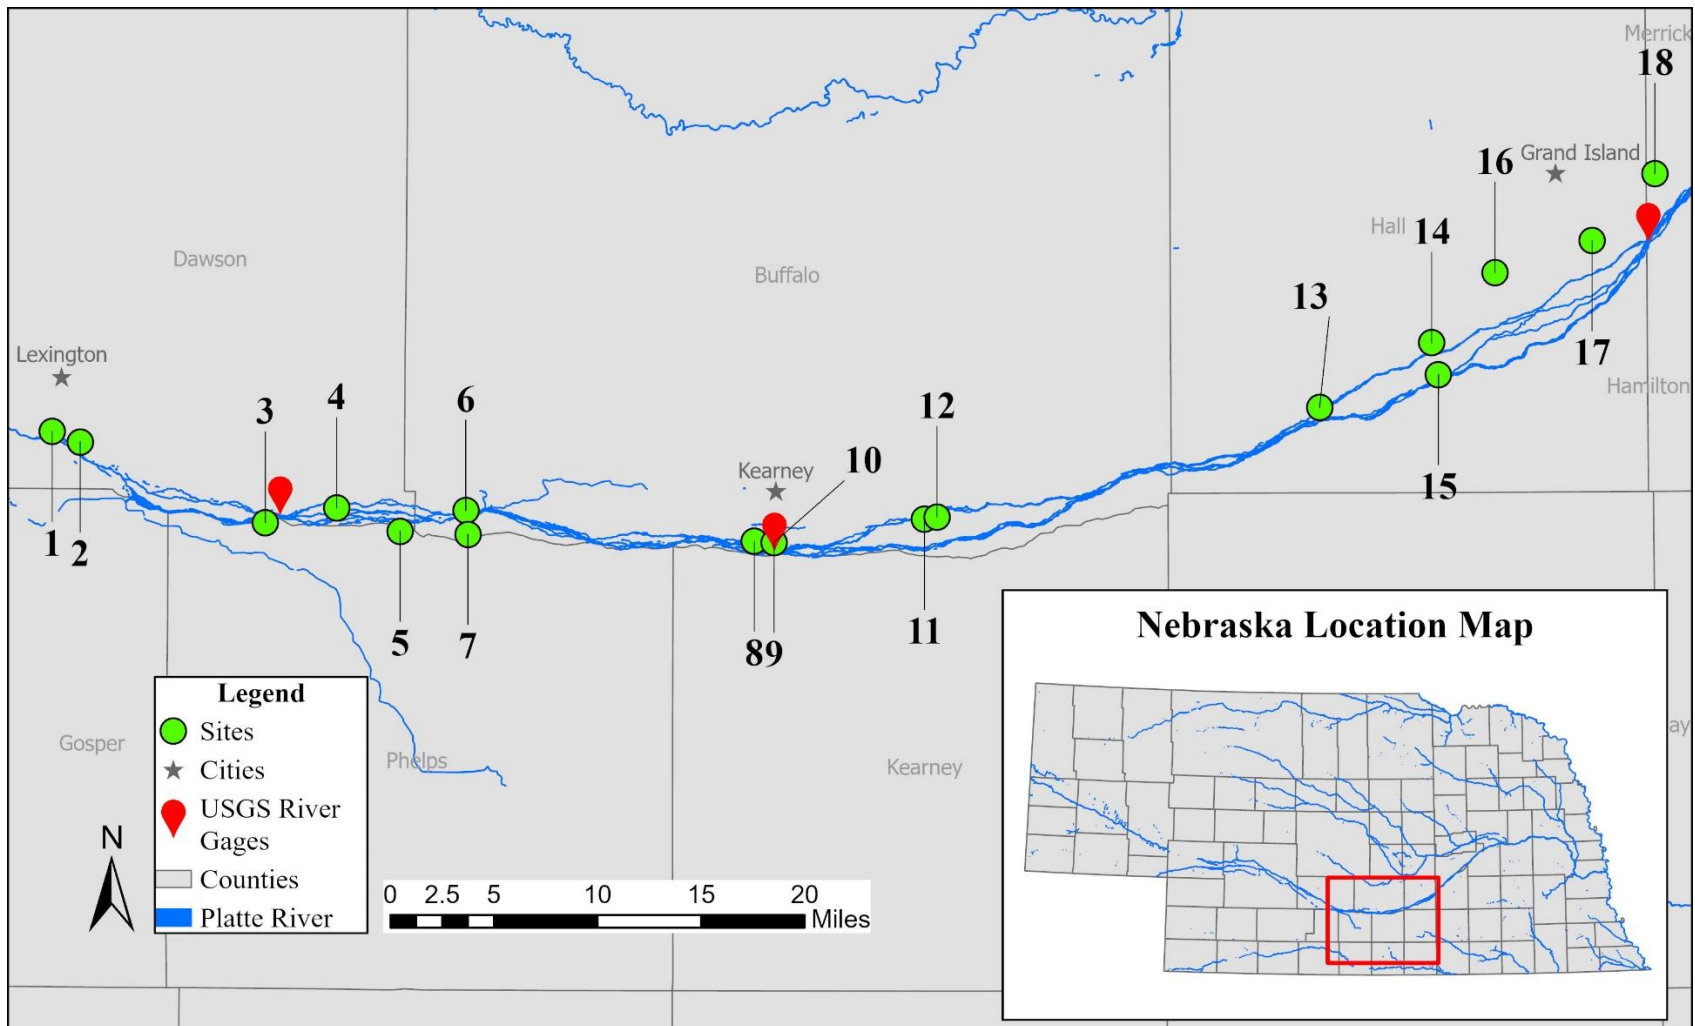 Merrick
18
Grand Island
16
Hall
14
Dawson
Buffalo
13
17
Lexington
Hamilton
3
4
6
12
Kearney
10
15
1
2
5
7
89
11
Nebraska Location Map
Legend
Sites
Cities
USGS River
Gages
Counties
Platte River
Gosper
Phelps
Kearney
ay
N
0 2.5 5 10 15 20
Miles